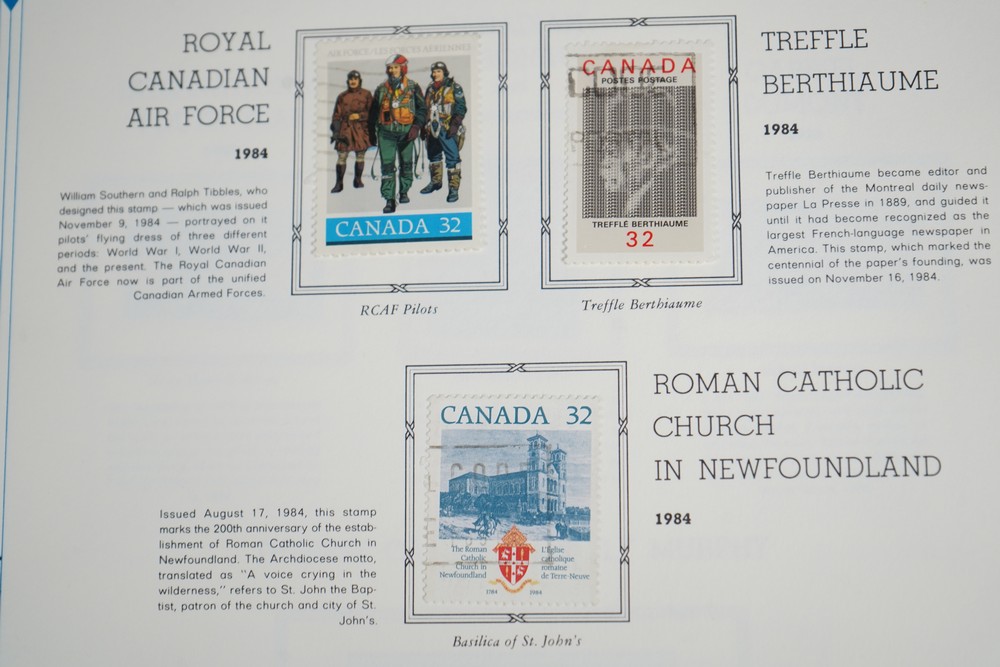 ROYAL
CANADIAN
AIR FORCE
1984
William Southern and Ralph Tibbles, who
designed this stamp — which was issued
November 9, 1984 — portrayed on it
pilots' flying dress of three different
periods: World War I, World War II,
and the present. The Royal Canadian
Air Force now is part of the unified
Canadian Armed Forces.
AIR FORCE / LES FORCES AÉRIENNES
CANADA 32
RCAF Pilots
CANADA
POSTES POSTAGE
TREFFLÉ BERTHIAUME
32
Treffle Berthiaume
TREFFLE
BERTHIAUME
1984
Treffle Berthiaume became editor and
publisher of the Montreal daily news-
paper La Presse in 1889, and guided it
until it had become recognized as the
largest French-language newspaper in
America. This stamp, which marked the
centennial of the paper's founding, was
issued on November 16, 1984.
Issued August 17, 1984, this stamp
marks the 200th anniversary of the estab-
lishment of Roman Catholic Church in
Newfoundland. The Archdiocese motto,
translated as "A voice crying in the
wilderness," refers to St. John the Bap-
tist, patron of the church and city of St.
John's.
CANADA 32
The Roman
Catholic
Church in
Newfoundland
L'Église
catholique
romaine
de Terre-Neuve
1784 1984
Basilica of St. John's
ROMAN CATHOLIC
CHURCH
IN NEWFOUNDLAND
1984